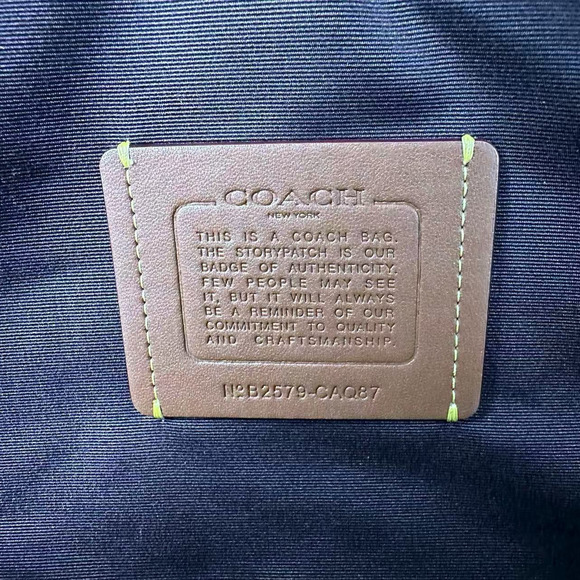 COACH
NEW YORK
THIS IS A COACH BAG.
THE STORYPATCH IS OUR
BADGE OF AUTHENTICITY.
FEW PEOPLE MAY SEE
IT, BUT IT WILL ALWAYS
BE A REMINDER OF OUR
COMMITMENT TO QUALITY
AND CRAFTSMANSHIP.
NºB2579-CAQ87